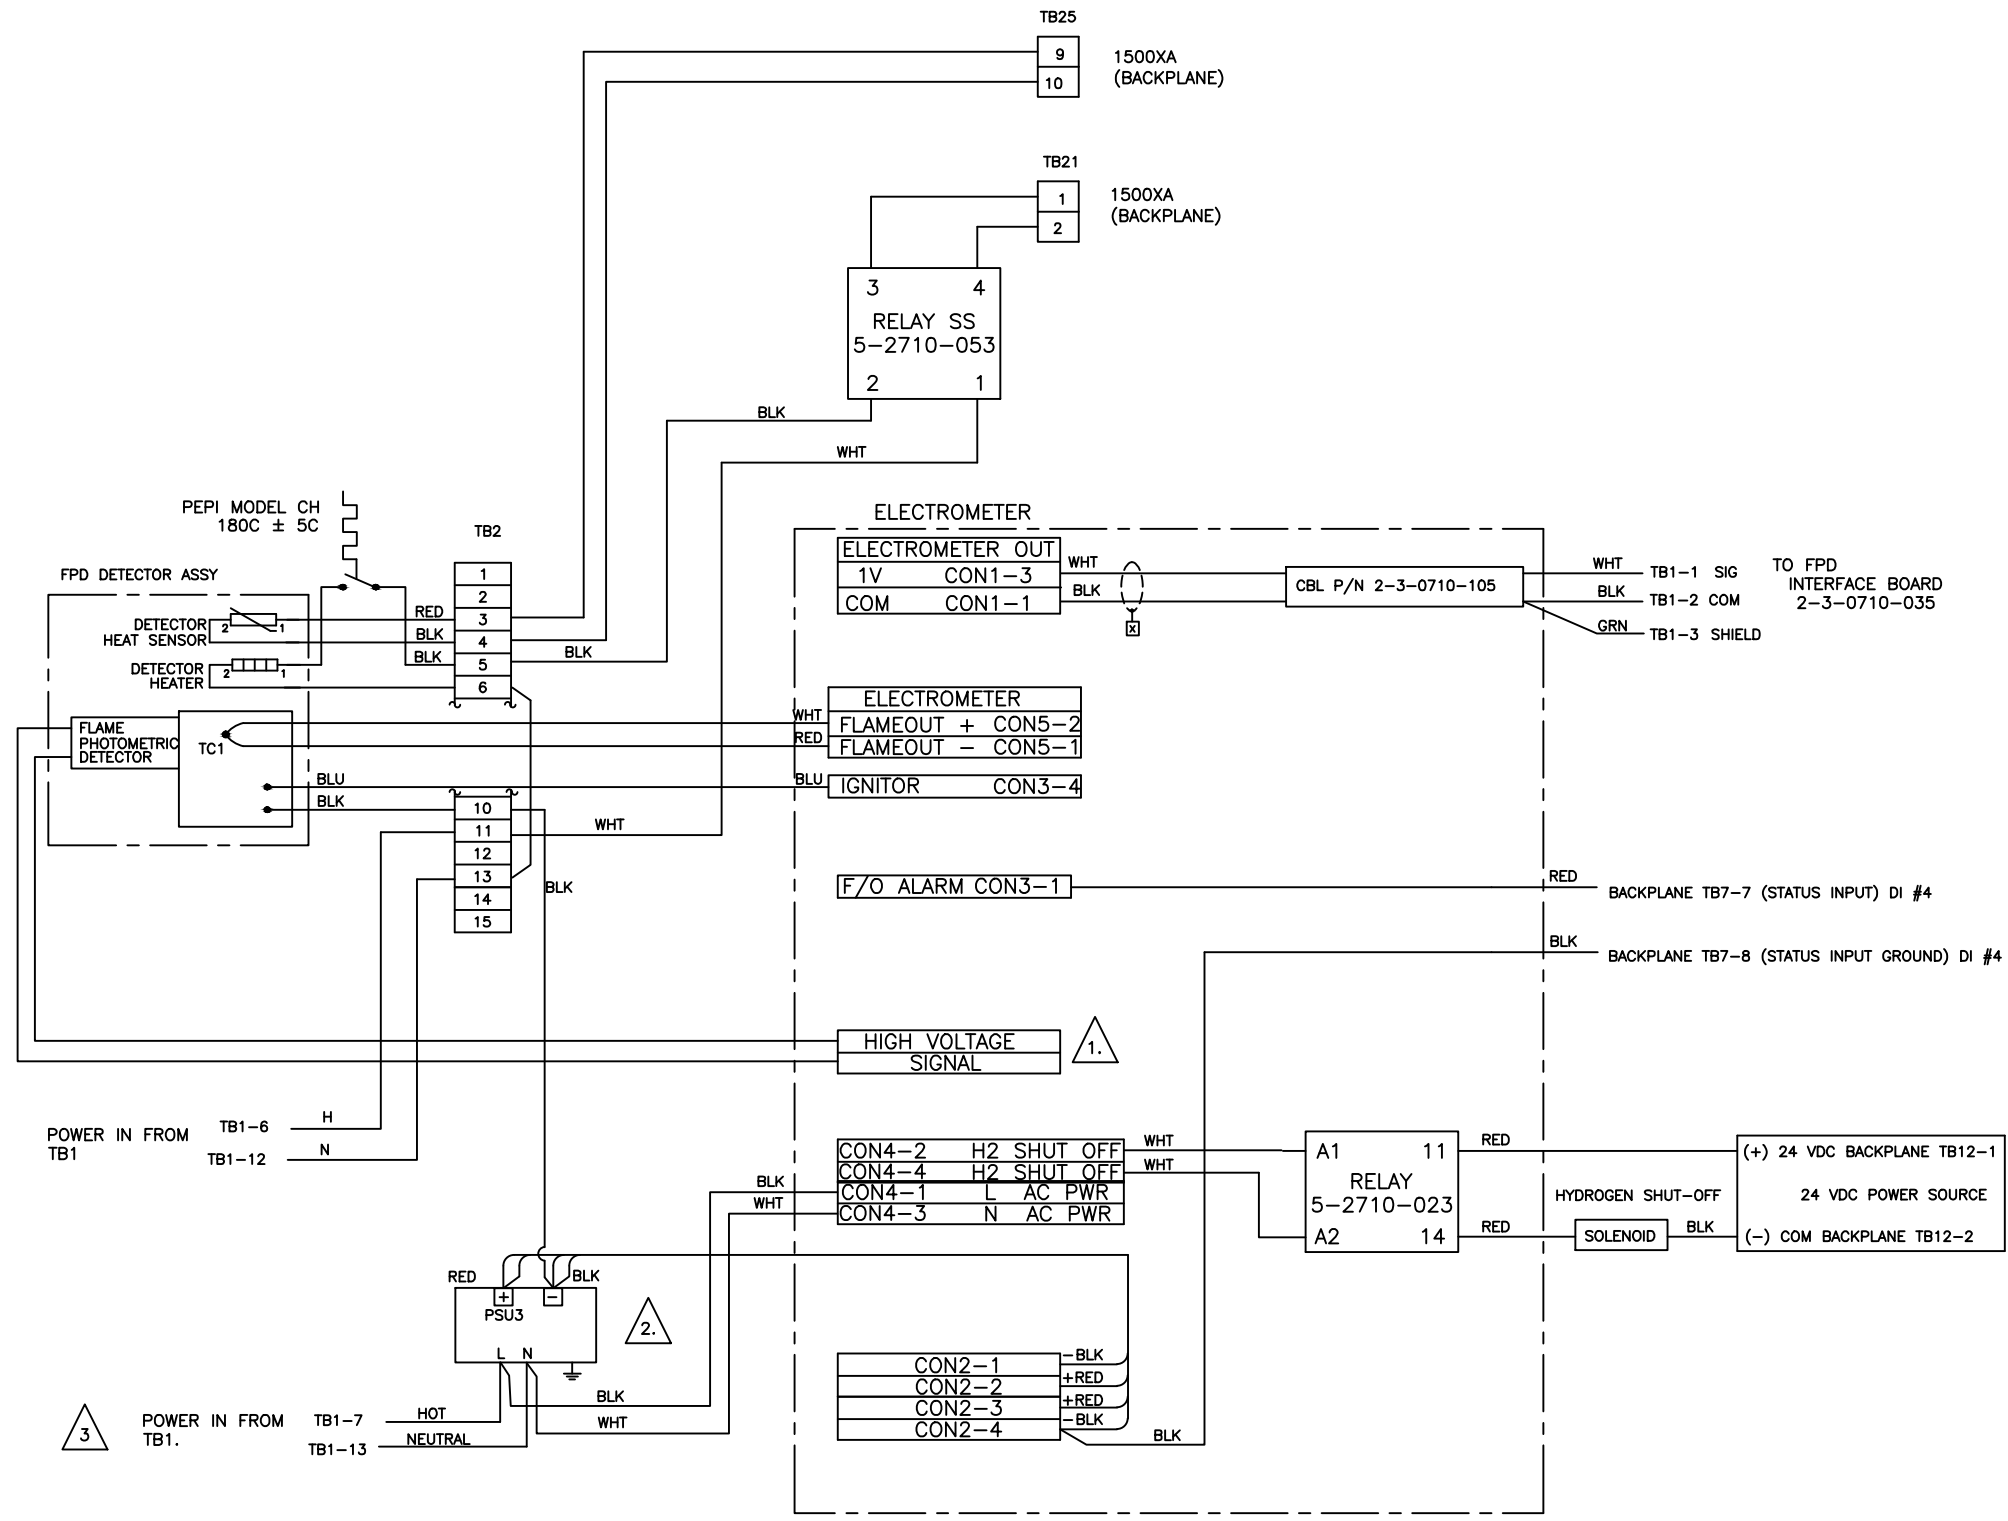 TB25
9
10
1500XA
(BACKPLANE)
TB21
1
2
1500XA
(BACKPLANE)
3 4
RELAY SS
5-2710-053
2 1
BLK
WHT
PEPI MODEL CH
180C ± 5C
TB2
FPD DETECTOR ASSY
1
2
3
4
5
6
DETECTOR
HEAT SENSOR
2 1
RED
BLK
BLK
BLK
DETECTOR
HEATER
2 1
FLAME
PHOTOMETRIC
DETECTOR
TC1
BLU
BLK
10
11
12
13
14
15
WHT
BLK
ELECTROMETER
ELECTROMETER OUT
1V CON1-3
COM CON1-1
WHT
BLK
X
CBL P/N 2-3-0710-105
WHT
BLK
GRN
TB1-1 SIG
TB1-2 COM
TB1-3 SHIELD
TO FPD
INTERFACE BOARD
2-3-0710-035
ELECTROMETER
WHT
FLAMEOUT + CON5-2
RED
FLAMEOUT - CON5-1
BLU
IGNITOR CON3-4
F/O ALARM CON3-1
RED
BACKPLANE TB7-7 (STATUS INPUT) DI #4
BLK
BACKPLANE TB7-8 (STATUS INPUT GROUND) DI #4
HIGH VOLTAGE
SIGNAL
1.
POWER IN FROM
TB1
TB1-6 H
TB1-12 N
CON4-2 H2 SHUT OFF
CON4-4 H2 SHUT OFF
CON4-1 L AC PWR
CON4-3 N AC PWR
BLK
WHT
WHT
WHT
A1 11
RELAY
5-2710-023
A2 14
RED
RED
HYDROGEN SHUT-OFF
SOLENOID
BLK
(+) 24 VDC BACKPLANE TB12-1
24 VDC POWER SOURCE
(-) COM BACKPLANE TB12-2
RED
BLK
+ -
PSU3
L N
2.
BLK
WHT
3
POWER IN FROM
TB1.
TB1-7 HOT
TB1-13 NEUTRAL
CON2-1
CON2-2
CON2-3
CON2-4
-BLK
+RED
+RED
-BLK
BLK